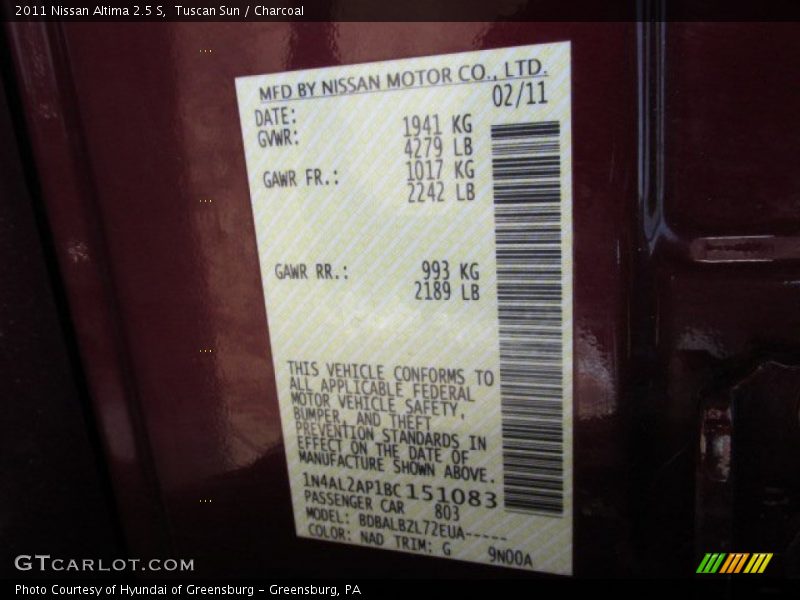 2011 Nissan Altima 2.5 S, Tuscan Sun / Charcoal
MFD BY NISSAN MOTOR CO., LTD.
DATE: 02/11
GVWR: 1941 KG
4279 LB
GAWR FR.: 1017 KG
2242 LB
GAWR RR.: 993 KG
2189 LB
THIS VEHICLE CONFORMS TO
ALL APPLICABLE FEDERAL
MOTOR VEHICLE SAFETY,
BUMPER, AND THEFT
PREVENTION STANDARDS IN
EFFECT ON THE DATE OF
MANUFACTURE SHOWN ABOVE.
1N4AL2AP1BC151083
PASSENGER CAR 803
MODEL: BDBALBZL72EUA-----
COLOR: NAD TRIM: G 9N00A
GTCARLOT.COM
Photo Courtesy of Hyundai of Greensburg - Greensburg, PA